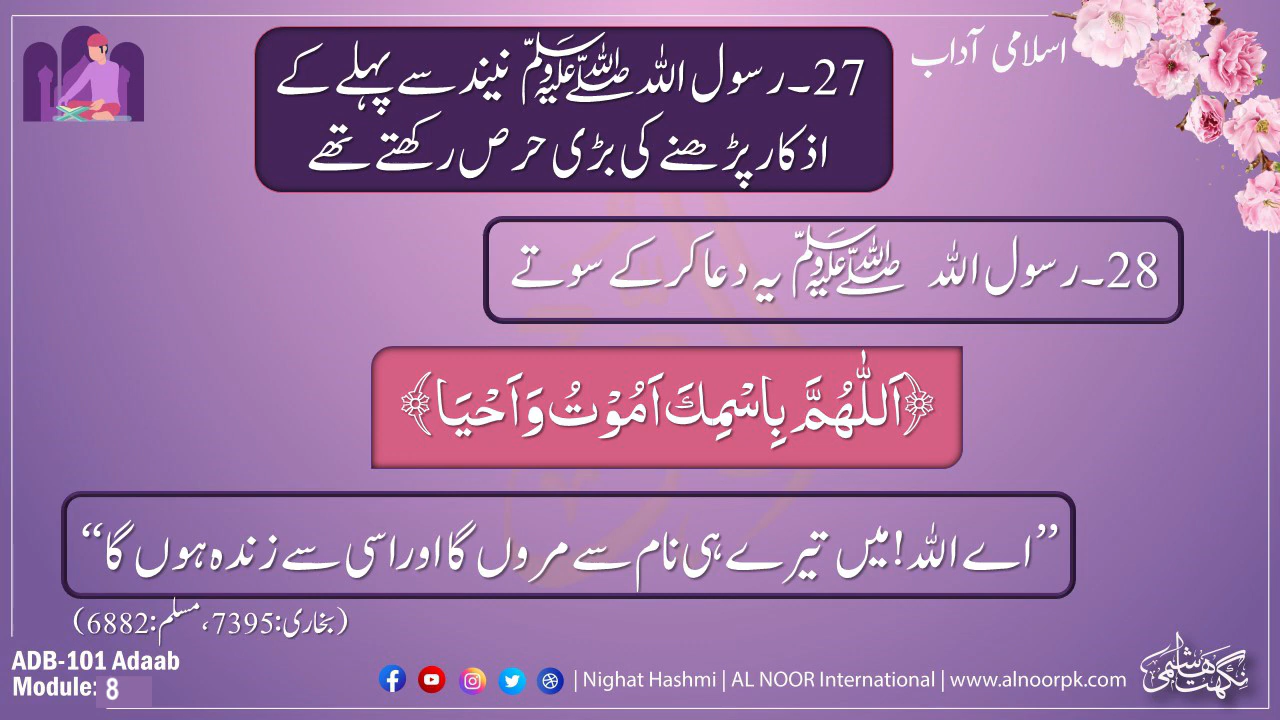 اسلامی آداب
27۔رسول اللہ ﷺ نیند سے پہلے کے
اذکار پڑھنے کی بڑی حرص رکھتے تھے
28۔رسول اللہ ﷺ یہ دعا کر کے سوتے
﴿اَللّٰهُمَّ بِاسْمِكَ اَمُوْتُ وَاَحْيَا﴾
”اے اللہ! میں تیرے ہی نام سے مروں گا اور اسی سے زندہ ہوں گا“
(بخاری:7395، مسلم:6882)
ADB-101 Adaab
Module: 8
| Nighat Hashmi | AL NOOR International | www.alnoorpk.com
نگہت ہاشمی